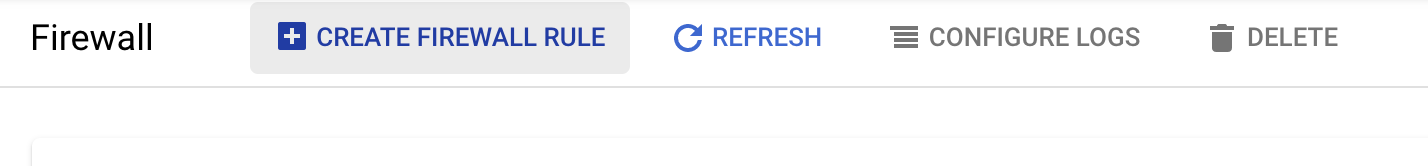 Firewall CREATE FIREWALL RULE REFRESH CONFIGURE LOGS DELETE